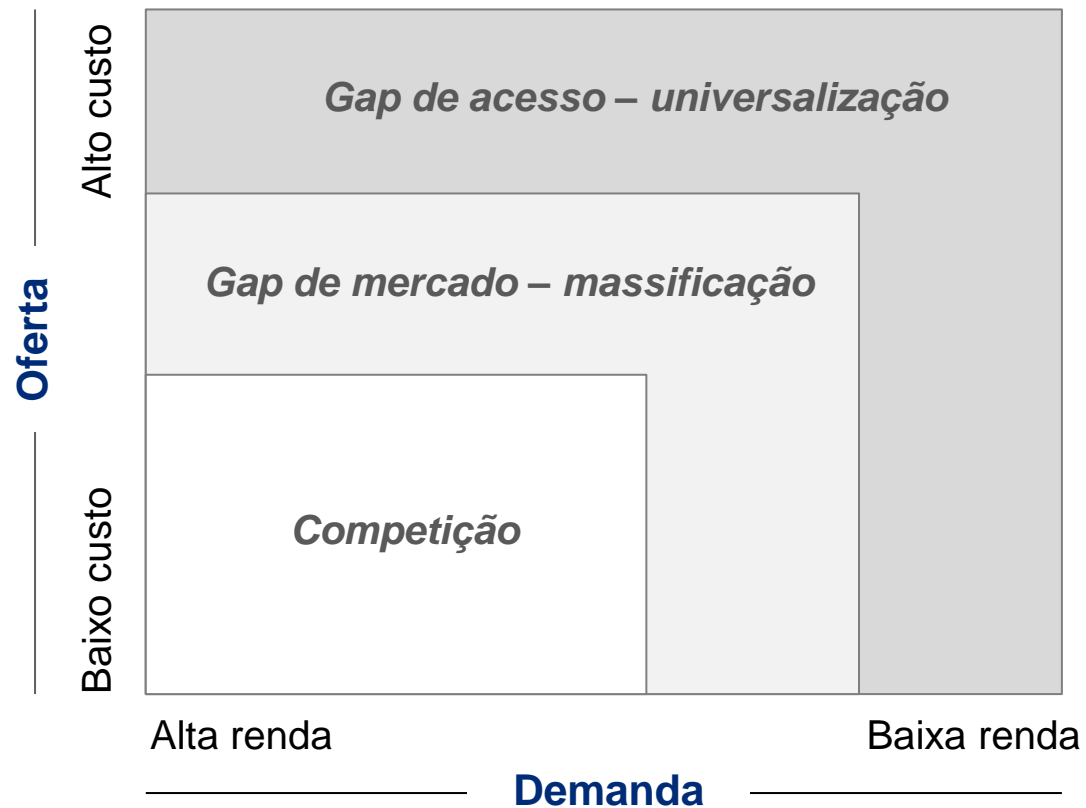 Alto custo
Gap de acesso – universalização
Oferta
Gap de mercado – massificação
Baixo custo
Competição
Alta renda
Baixa renda
Demanda